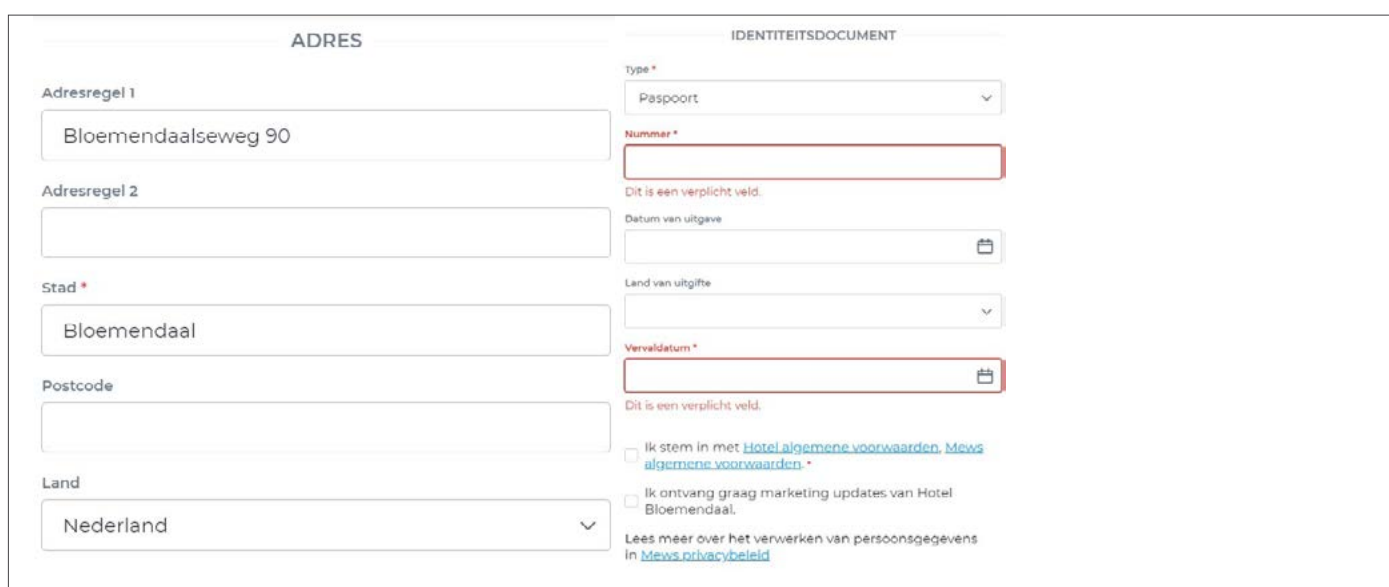 ADRES
Adresregel 1
Bloemendaalseweg 90
Adresregel 2
Stad *
Bloemendaal
Postcode
Land
Nederland
IDENTITEITSDOCUMENT
Type *
Paspoort
Nummer *
Dit is een verplicht veld.
Datum van uitgave
Land van uitgifte
Vervaldatum *
Dit is een verplicht veld.
Ik stem in met Hotel algemene voorwaarden, Mews
algemene voorwaarden. *
Ik ontvang graag marketing updates van Hotel
Bloemendaal.
Lees meer over het verwerken van persoonsgegevens
in Mews privacybeleid